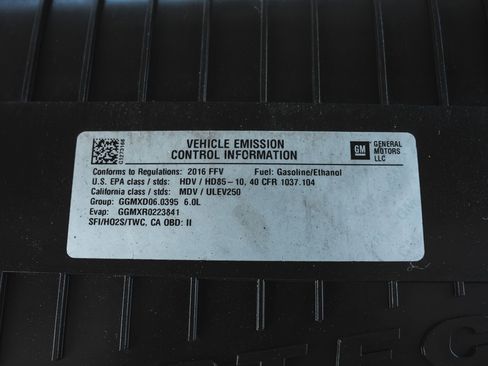 VEHICLE EMISSION
CONTROL INFORMATION
GM GENERAL
MOTORS
LLC
Conforms to Regulations: 2016 FFV Fuel: Gasoline/Ethanol
U.S. EPA class / stds: HDV / HD85-10, 40 CFR 1037.104
California class / stds: MDV / ULEV250
Group: GGMXD06.0395 6.0L
Evap: GGMXR0223841
SFI/HO2S/TWC, CA OBD: II